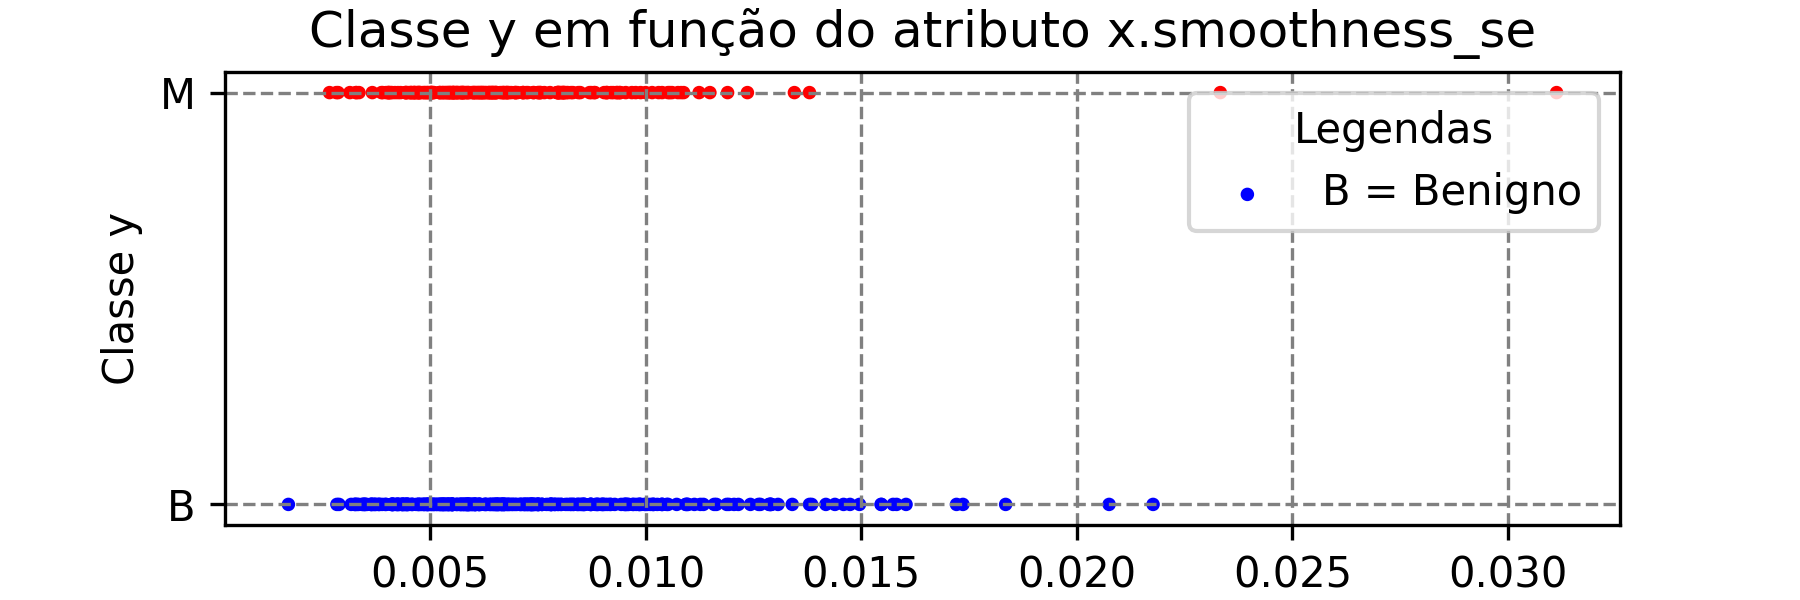 Classe y em função do atributo x.smoothness_se
M
Legendas
B = Benigno
Classe y
B
0.005 0.010 0.015 0.020 0.025 0.030